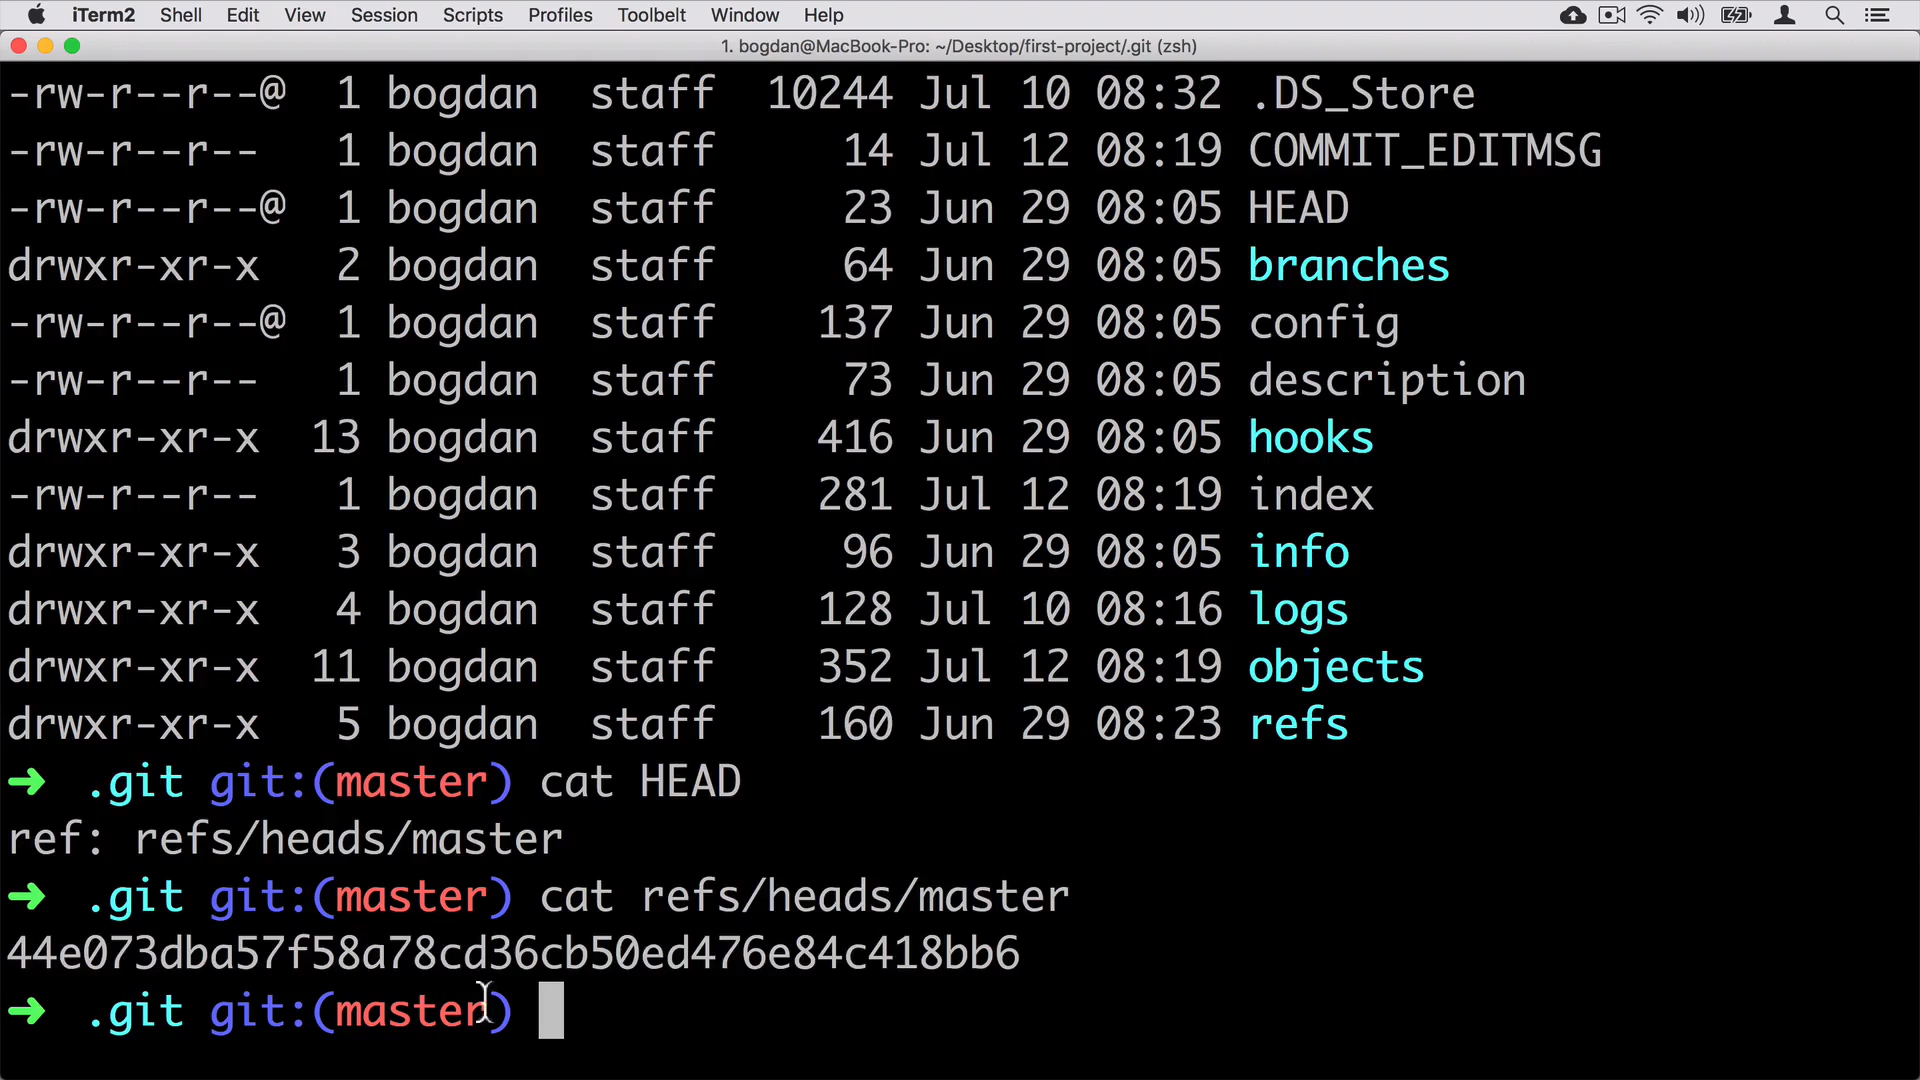 iTerm2 Shell Edit View Session Scripts Profiles Toolbelt Window Help
1. bogdan@MacBook-Pro: ~/Desktop/first-project/.git (zsh)
-rw-r--r--@ 1 bogdan staff 10244 Jul 10 08:32 .DS_Store
-rw-r--r-- 1 bogdan staff 14 Jul 12 08:19 COMMIT_EDITMSG
-rw-r--r--@ 1 bogdan staff 23 Jun 29 08:05 HEAD
drwxr-xr-x 2 bogdan staff 64 Jun 29 08:05 branches
-rw-r--r--@ 1 bogdan staff 137 Jun 29 08:05 config
-rw-r--r-- 1 bogdan staff 73 Jun 29 08:05 description
drwxr-xr-x 13 bogdan staff 416 Jun 29 08:05 hooks
-rw-r--r-- 1 bogdan staff 281 Jul 12 08:19 index
drwxr-xr-x 3 bogdan staff 96 Jun 29 08:05 info
drwxr-xr-x 4 bogdan staff 128 Jul 10 08:16 logs
drwxr-xr-x 11 bogdan staff 352 Jul 12 08:19 objects
drwxr-xr-x 5 bogdan staff 160 Jun 29 08:23 refs
➜ .git git:(master) cat HEAD
ref: refs/heads/master
➜ .git git:(master) cat refs/heads/master
44e073dba57f58a78cd36cb50ed476e84c418bb6
➜ .git git:(master)